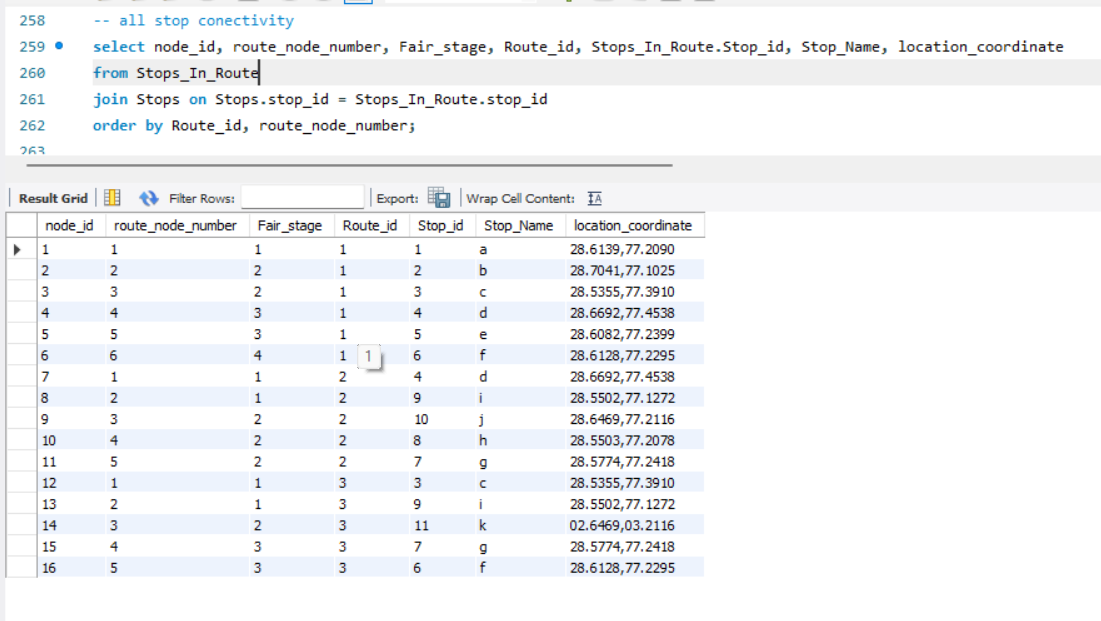 258 -- all stop conectivity
259 select node_id, route_node_number, Fair_stage, Route_id, Stops_In_Route.Stop_id, Stop_Name, location_coordinate
260 from Stops_In_Route
261 join Stops on Stops.stop_id = Stops_In_Route.stop_id
262 order by Route_id, route_node_number;
263
Result Grid Filter Rows: Export: Wrap Cell Content:
node_id route_node_number Fair_stage Route_id Stop_id Stop_Name location_coordinate
1 1 1 1 1 a 28.6139,77.2090
2 2 2 1 2 b 28.7041,77.1025
3 3 2 1 3 c 28.5355,77.3910
4 4 3 1 4 d 28.6692,77.4538
5 5 3 1 5 e 28.6082,77.2399
6 6 4 1 1 6 f 28.6128,77.2295
7 1 1 2 4 d 28.6692,77.4538
8 2 1 2 9 i 28.5502,77.1272
9 3 2 2 10 j 28.6469,77.2116
10 4 2 2 8 h 28.5503,77.2078
11 5 2 2 7 g 28.5774,77.2418
12 1 1 3 3 c 28.5355,77.3910
13 2 1 3 9 i 28.5502,77.1272
14 3 2 3 11 k 02.6469,03.2116
15 4 3 3 7 g 28.5774,77.2418
16 5 3 3 6 f 28.6128,77.2295